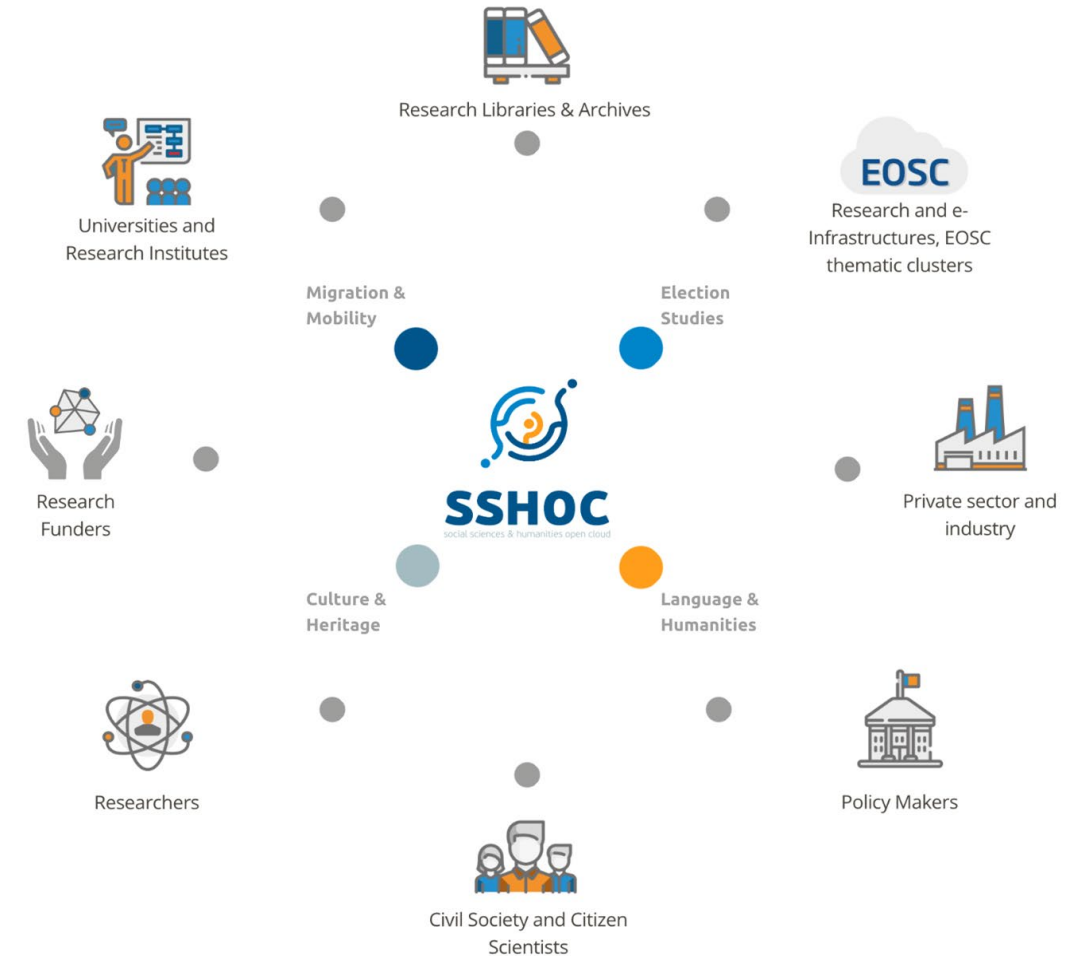 Research Libraries & Archives
EOSC
Universities and
Research Institutes
Research and e-
Infrastructures, EOSC
thematic clusters
Migration &
Mobility
Election
Studies
SSHOC
social sciences & humanities open cloud
Research
Funders
Private sector and
industry
Culture &
Heritage
Language &
Humanities
Researchers
Policy Makers
Civil Society and Citizen
Scientists